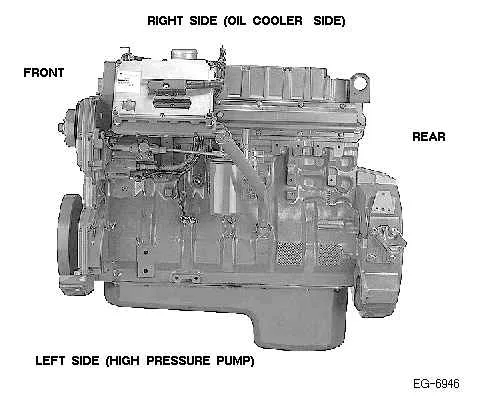 RIGHT SIDE (OIL COOLER SIDE)
FRONT
REAR
LEFT SIDE (HIGH PRESSURE PUMP)
EG-6946